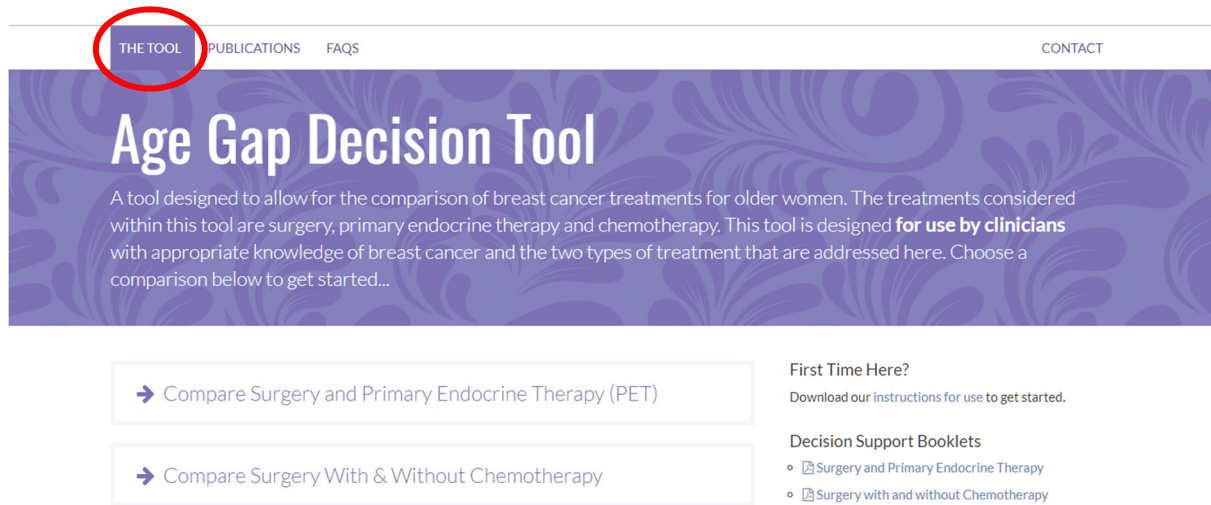 THE TOOL PUBLICATIONS FAQS CONTACT
Age Gap Decision Tool
A tool designed to allow for the comparison of breast cancer treatments for older women. The treatments considered
within this tool are surgery, primary endocrine therapy and chemotherapy. This tool is designed for use by clinicians
with appropriate knowledge of breast cancer and the two types of treatment that are addressed here. Choose a
comparison below to get started...
Compare Surgery and Primary Endocrine Therapy (PET)
Compare Surgery With & Without Chemotherapy
First Time Here?
Download our instructions for use to get started.
Decision Support Booklets
Surgery and Primary Endocrine Therapy
Surgery with and without Chemotherapy